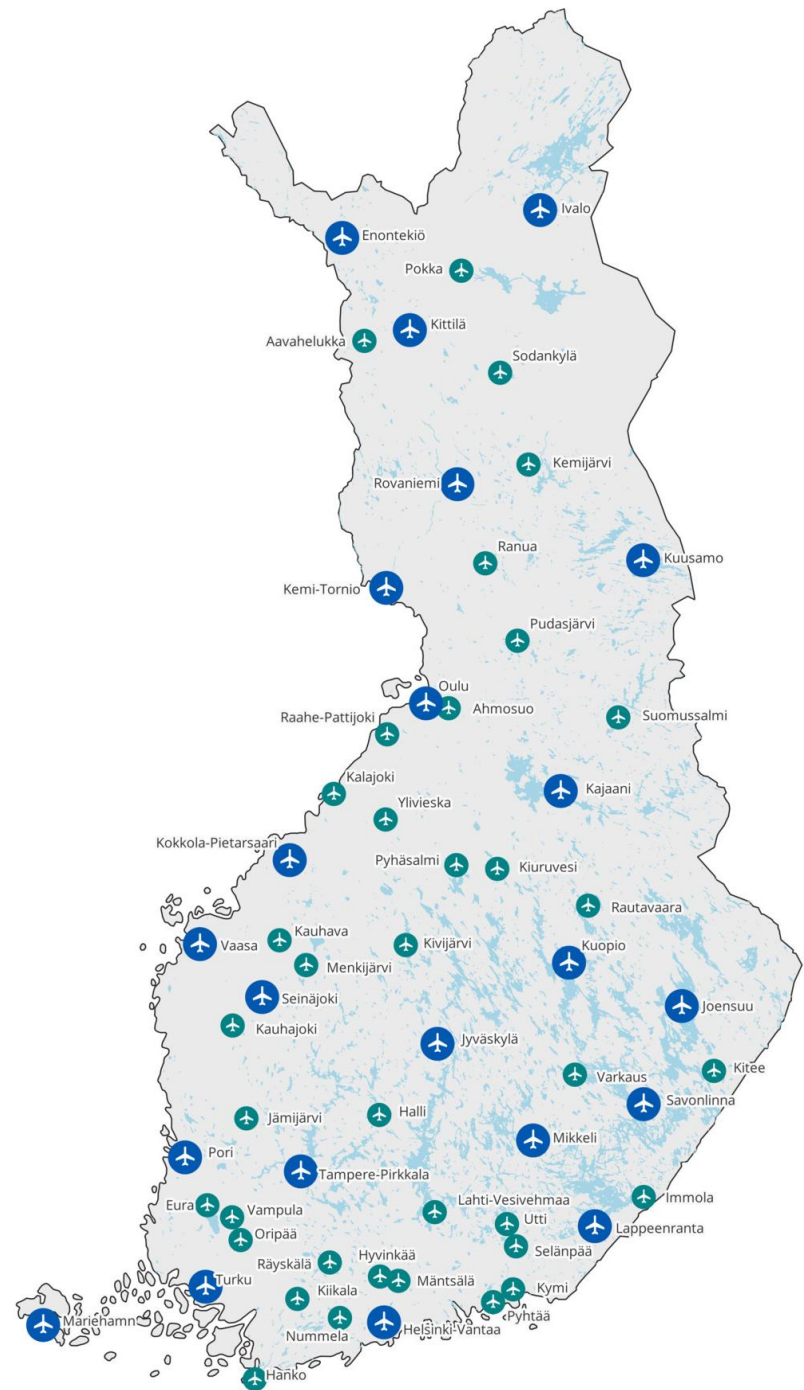 Ivalo
Enontekiö
Pokka
Kittilä
Aavahelukka
Sodankylä
Kemijärvi
Rovaniemi
Ranua
Kuusamo
Kemi-Tornio
Pudasjärvi
Oulu
Ahmosuo
Raahe-Pattijoki
Suomussalmi
Kalajoki
Kajaani
Ylivieska
Kokkola-Pietarsaari
Pyhäsalmi
Kiuruvesi
Rautavaara
Kauhava
Vaasa
Kivijärvi
Kuopio
Menkijärvi
Seinäjoki
Joensuu
Kauhajoki
Jyväskylä
Kitee
Varkaus
Savonlinna
Halli
Jämijärvi
Mikkeli
Pori
Tampere-Pirkkala
Immola
Lahti-Vesivehmaa
Eura
Vampula
Utti
Lappeenranta
Oripää
Selänpää
Hyvinkää
Räyskälä
Turku
Mäntsälä
Kymi
Kiikala
Pyhtää
Mariehamn
Helsinki-Vantaa
Nummela
Hanko